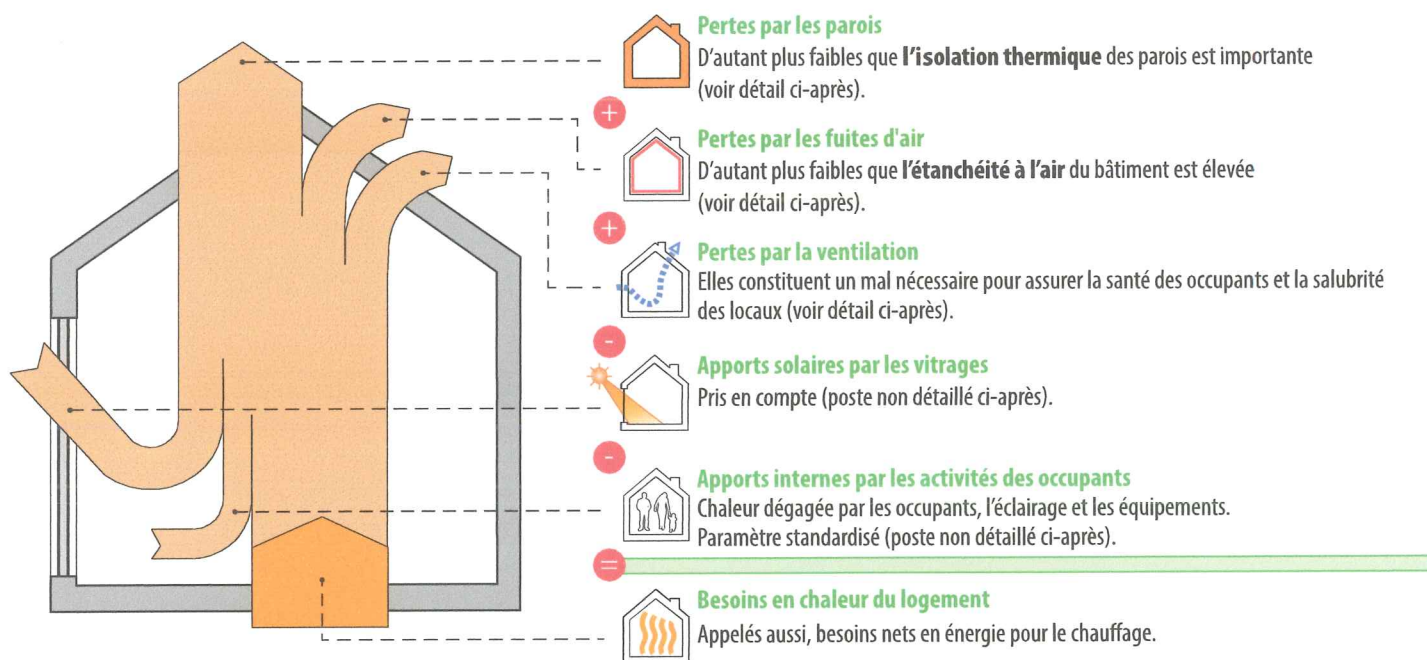 Pertes par les parois
D'autant plus faibles que l'isolation thermique des parois est importante
(voir détail ci-après).
+
Pertes par les fuites d'air
D'autant plus faibles que l'étanchéité à l'air du bâtiment est élevée
(voir détail ci-après).
+
Pertes par la ventilation
Elles constituent un mal nécessaire pour assurer la santé des occupants et la salubrité
des locaux (voir détail ci-après).
-
Apports solaires par les vitrages
Pris en compte (poste non détaillé ci-après).
-
Apports internes par les activités des occupants
Chaleur dégagée par les occupants, l'éclairage et les équipements.
Paramètre standardisé (poste non détaillé ci-après).
=
Besoins en chaleur du logement
Appelés aussi, besoins nets en énergie pour le chauffage.